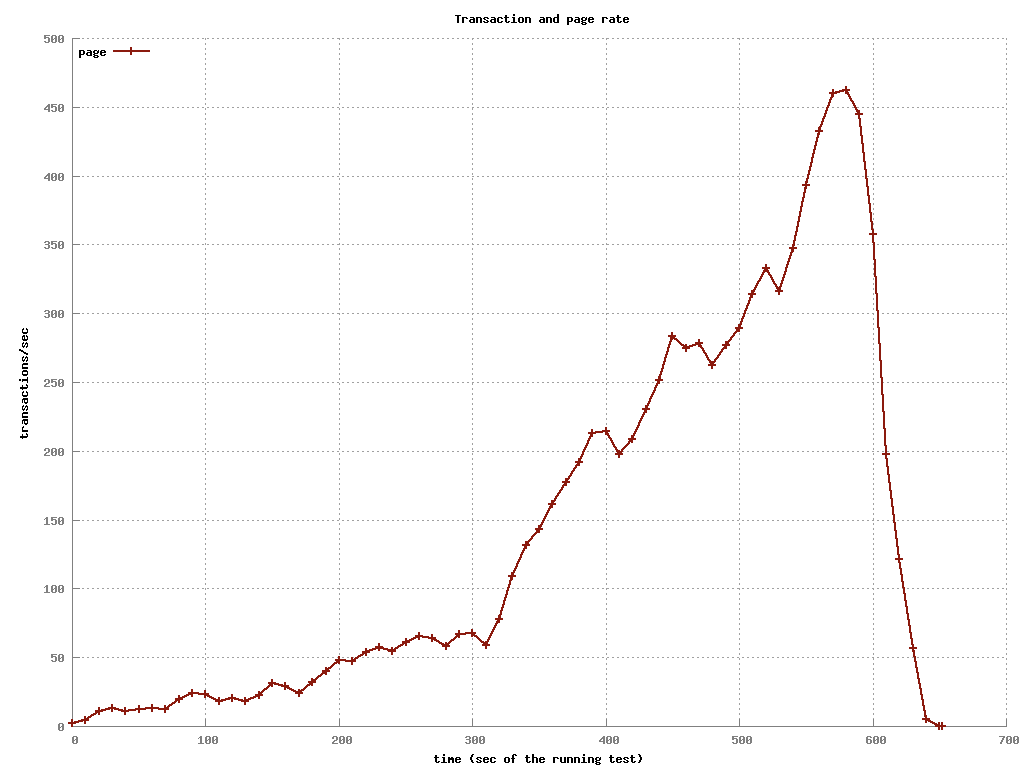 Transaction and page rate
page
500
450
400
350
300
250
200
150
100
50
0
transactions/sec
0 100 200 300 400 500 600 700
time (sec of the running test)